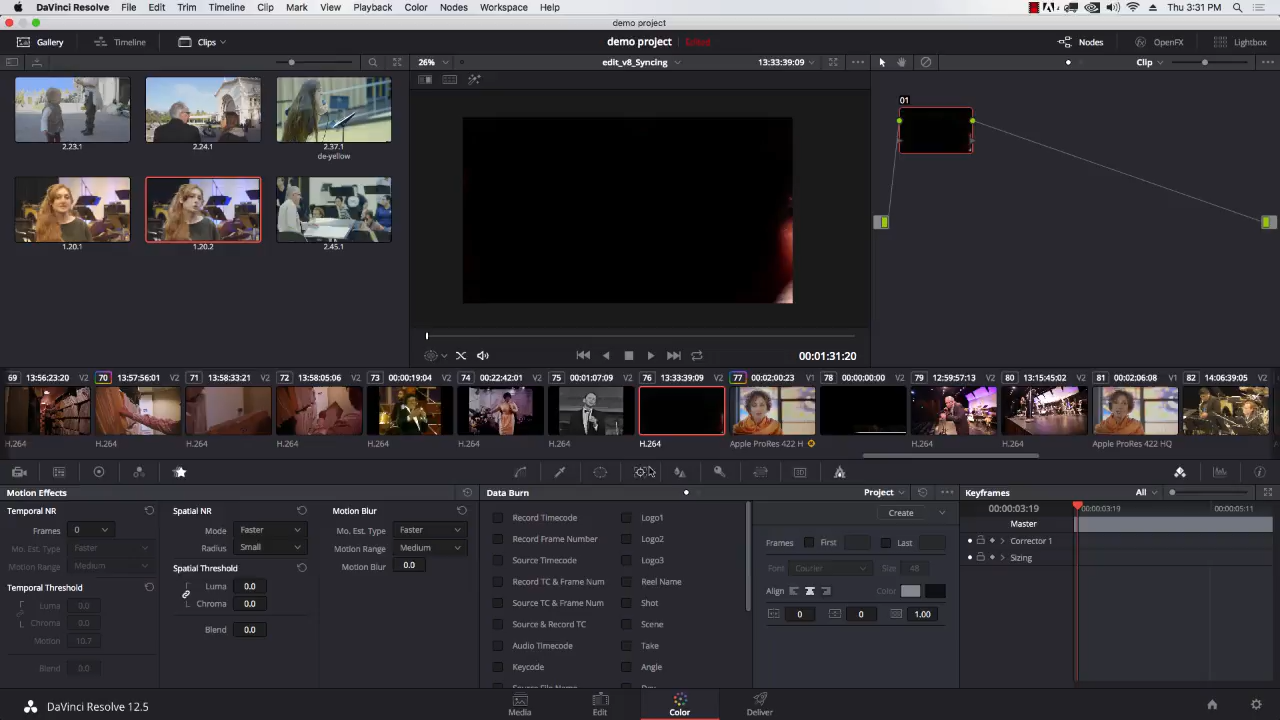 DaVinci Resolve File Edit Trim Timeline Clip Mark View Playback Color Nodes Workspace Help Thu 3:31 PM
demo project
Gallery Timeline Clips demo project Edited Nodes OpenFX Lightbox
26% edit_v8_Syncing 13:33:39:09 Clip
01
2.23.1 2.24.1 2.37.1
de-yellow
1.20.1 1.20.2 2.45.1
00:01:31:20
69 13:56:23:20 V2 70 13:57:56:01 V2 71 13:58:33:21 V2 72 13:58:05:06 V2 73 00:00:19:04 V2 74 00:22:42:01 V2 75 00:01:07:09 V2 76 13:33:39:09 V2 77 00:02:00:23 V1 78 00:00:00:00 V2 79 12:59:57:13 V2 80 13:15:45:02 V2 81 00:02:06:08 V2 82 14:06:39:05 V2
H.264 H.264 H.264 H.264 H.264 H.264 H.264 H.264 Apple ProRes 422 H H.264 H.264 Apple ProRes 422 HQ H.264
Motion Effects Data Burn Project Keyframes All
Temporal NR Spatial NR Motion Blur Create 00:00:03:19 00:00:03:19 00:00:05:11
Frames 0 Mode Faster Mo. Est. Type Faster Record Timecode Logo1 Master
Mo. Est. Type Faster Radius Small Motion Range Medium Record Frame Number Logo2 Frames First Last Corrector 1
Motion Range Medium Spatial Threshold Motion Blur 0.0 Source Timecode Logo3 Font Courier Size 48 Sizing
Temporal Threshold Luma 0.0 Record TC & Frame Num Reel Name Align Color
Luma 0.0 Chroma 0.0 Source TC & Frame Num Shot 0 0 1.00
Chroma 0.0 Blend 0.0 Source & Record TC Scene
Motion 10.7 Audio Timecode Take
Blend 0.0 Keycode Angle
DaVinci Resolve 12.5 Media Edit Color Deliver